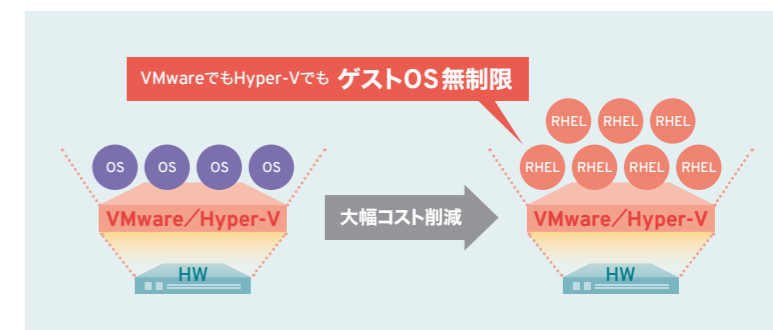 VMwareでもHyper-Vでも ゲストOS無制限
RHEL RHEL RHEL
OS OS OS OS
RHEL RHEL RHEL RHEL
VMware/Hyper-V
大幅コスト削減
VMware/Hyper-V
HW
HW